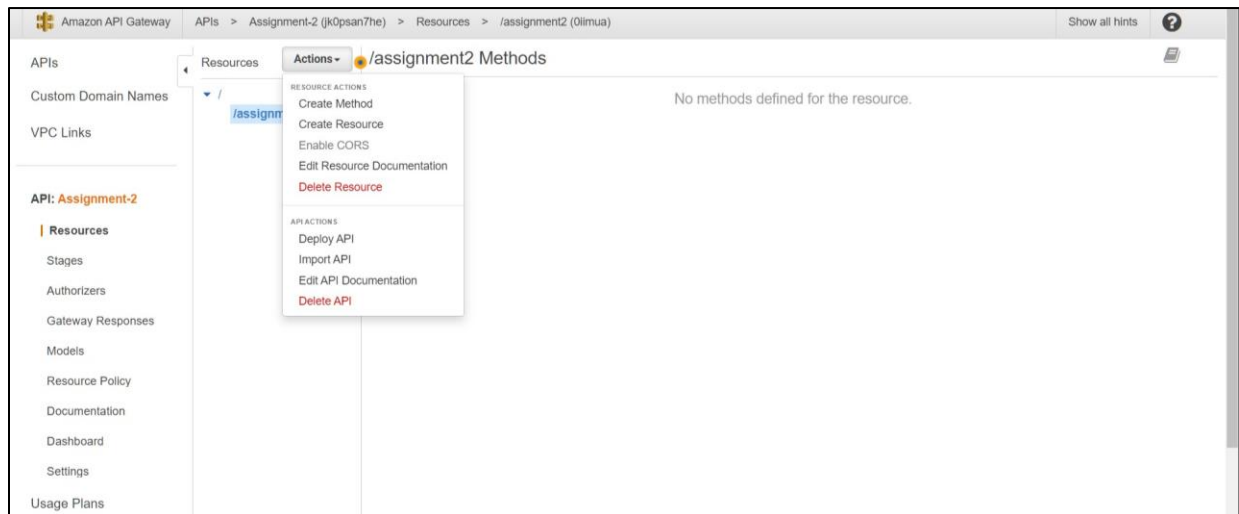 Amazon API Gateway APIs > Assignment-2 (jk0psan7he) > Resources > /assignment2 (0iimua) Show all hints ?
APIs
Custom Domain Names
VPC Links
API: Assignment-2
Resources
Stages
Authorizers
Gateway Responses
Models
Resource Policy
Documentation
Dashboard
Settings
Usage Plans
Resources Actions
/
/assignm
RESOURCE ACTIONS
Create Method
Create Resource
Enable CORS
Edit Resource Documentation
Delete Resource
API ACTIONS
Deploy API
Import API
Edit API Documentation
Delete API
/assignment2 Methods
No methods defined for the resource.